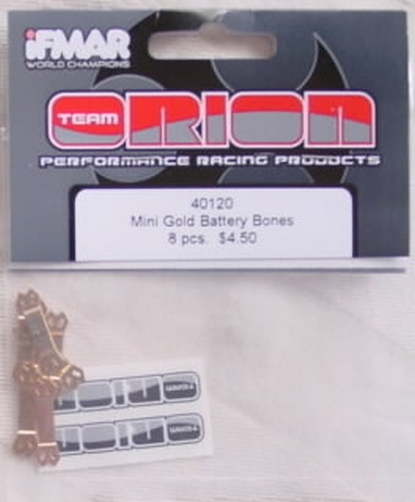 iFMAR
WORLD CHAMPIONS
TEAM
ORION
PERFORMANCE RACING PRODUCTS
40120
Mini Gold Battery Bones
8 pcs. $4.50